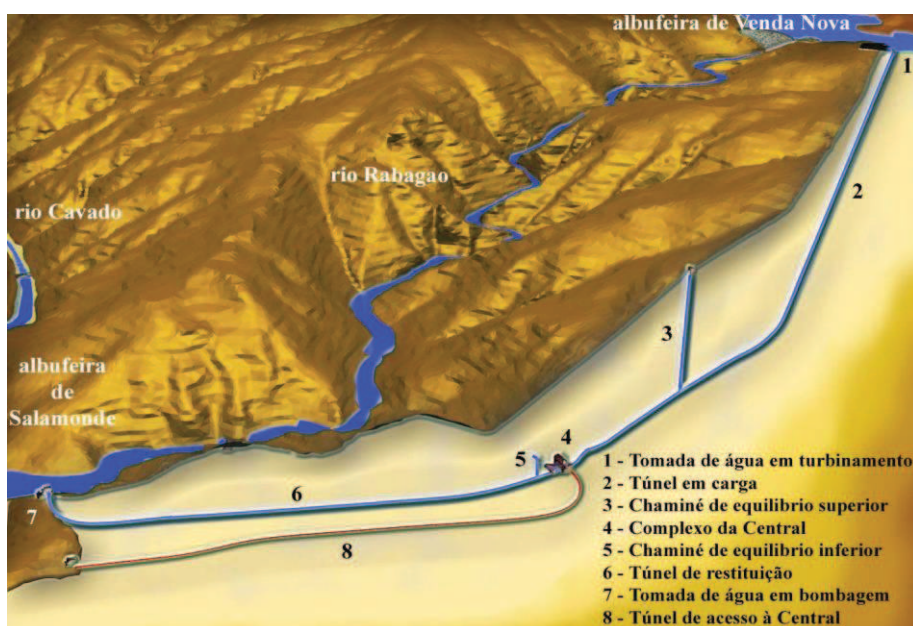 albufeira de Venda Nova
1
2
rio Rabagao
rio Cavado
3
albufeira
de
Salamonde
4
5
6
7
8
1 - Tomada de água em turbinamento
2 - Túnel em carga
3 - Chaminé de equilibrio superior
4 - Complexo da Central
5 - Chaminé de equilibrio inferior
6 - Túnel de restituição
7 - Tomada de água em bombagem
8 - Túnel de acesso à Central